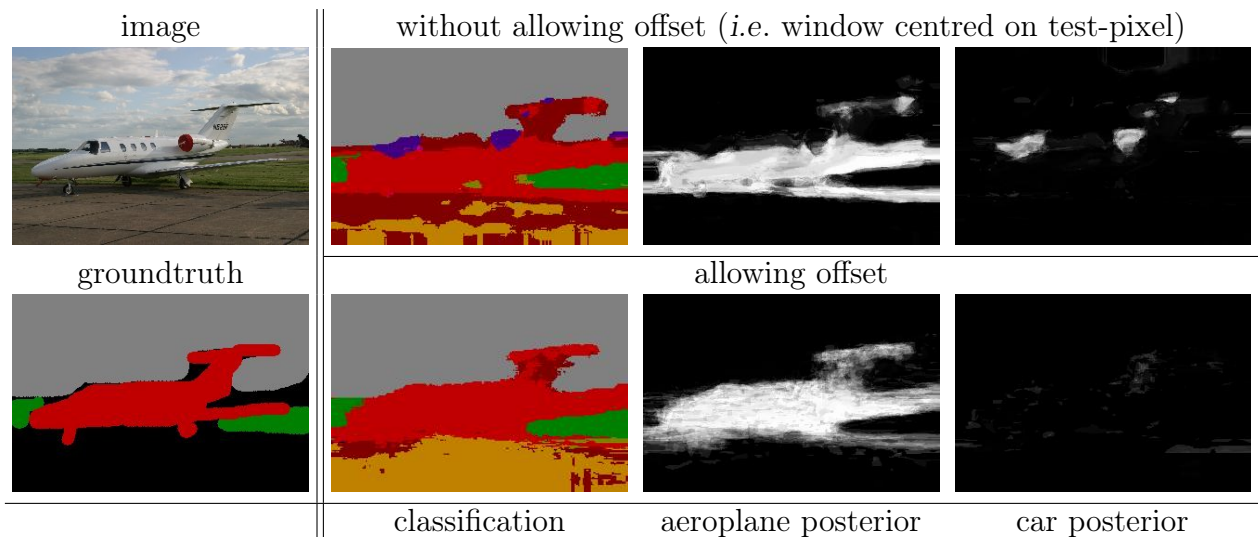 image
without allowing offset (i.e. window centred on test-pixel)
groundtruth
allowing offset
classification
aeroplane posterior
car posterior